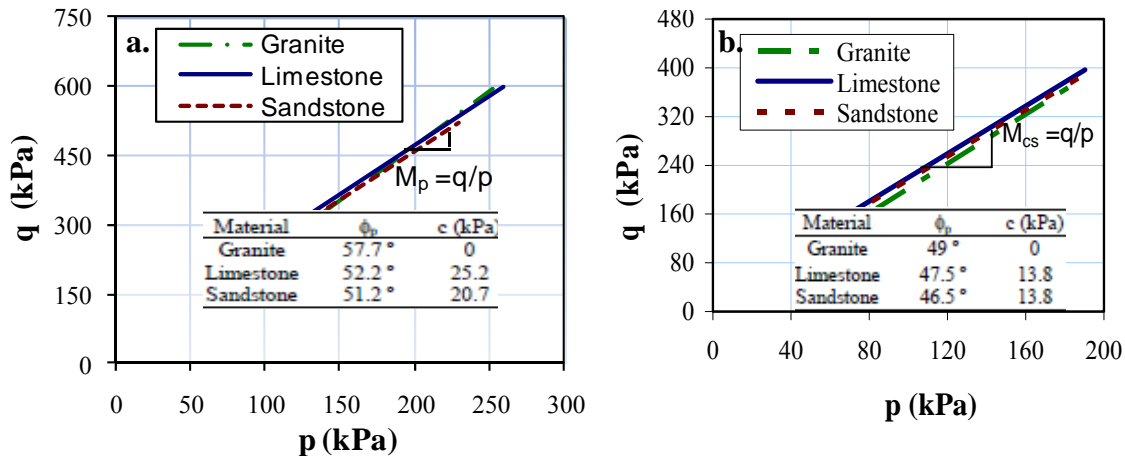 a.
Granite
Limestone
Sandstone
750
600
450
300
150
0
q (kPa)
Mp =q/p
Material ϕp c (kPa)
Granite 57.7 ° 0
Limestone 52.2 ° 25.2
Sandstone 51.2 ° 20.7
0 50 100 150 200 250 300
p (kPa)
b.
Granite
Limestone
Sandstone
480
400
320
240
160
80
0
q (kPa)
Mcs =q/p
Material ϕp c (kPa)
Granite 49 ° 0
Limestone 47.5 ° 13.8
Sandstone 46.5 ° 13.8
0 40 80 120 160 200
p (kPa)